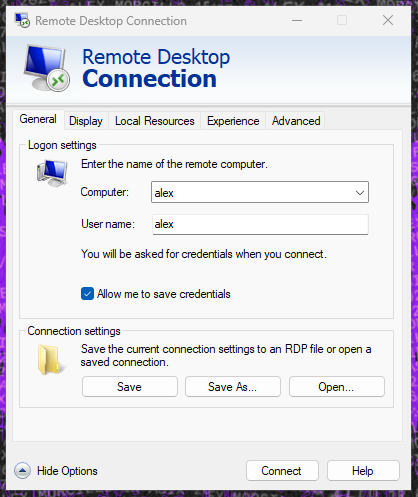 Remote Desktop Connection
Remote Desktop
Connection
General Display Local Resources Experience Advanced
Logon settings
Enter the name of the remote computer.
Computer: alex
User name: alex
You will be asked for credentials when you connect.
Allow me to save credentials
Connection settings
Save the current connection settings to an RDP file or open a
saved connection.
Save Save As... Open...
Hide Options Connect Help